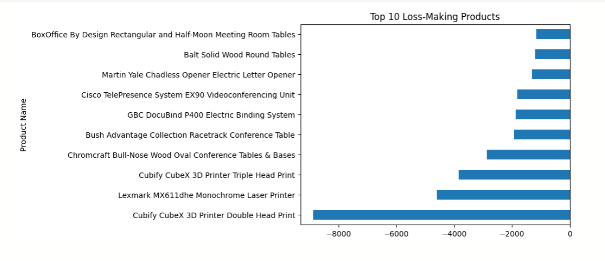 Top 10 Loss-Making Products
BoxOffice By Design Rectangular and Half-Moon Meeting Room Tables
Balt Solid Wood Round Tables
Martin Yale Chadless Opener Electric Letter Opener
Cisco TelePresence System EX90 Videoconferencing Unit
GBC DocuBind P400 Electric Binding System
Bush Advantage Collection Racetrack Conference Table
Chromcraft Bull-Nose Wood Oval Conference Tables & Bases
Cubify CubeX 3D Printer Triple Head Print
Lexmark MX611dhe Monochrome Laser Printer
Cubify CubeX 3D Printer Double Head Print
Product Name
−8000 −6000 −4000 −2000 0